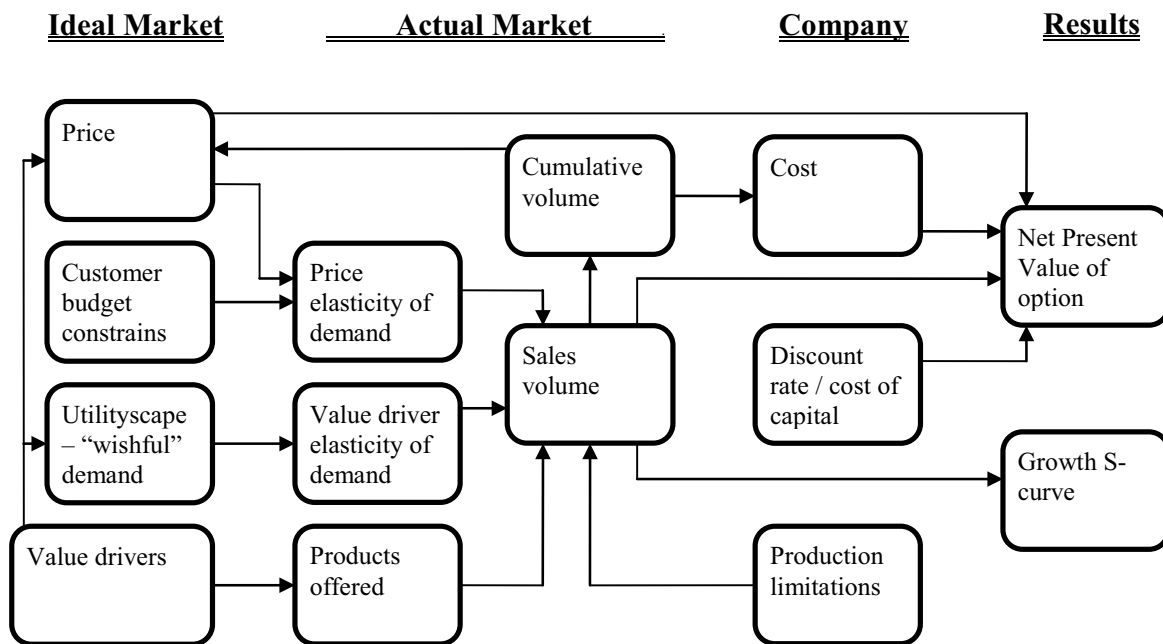 Ideal Market
Actual Market
Company
Results
Price
Cumulative
volume
Cost
Net Present
Value of
option
Customer
budget
constrains
Price
elasticity of
demand
Sales
volume
Discount
rate / cost of
capital
Utilityscape
– “wishful”
demand
Value driver
elasticity of
demand
Growth S-
curve
Value drivers
Products
offered
Production
limitations